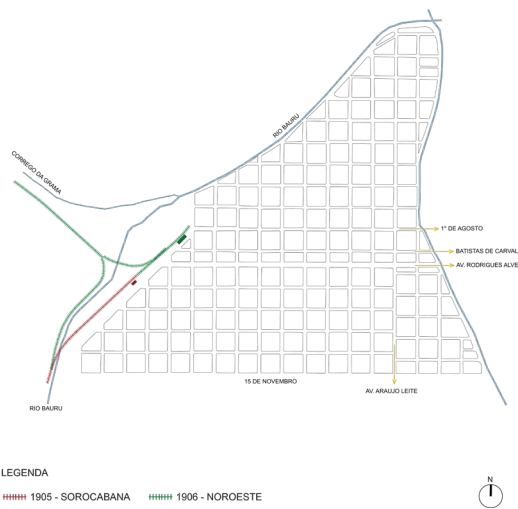 RIO BAURU
CORREGO DA GRAMA
1° DE AGOSTO
BATISTAS DE CARVAL
AV. RODRIGUES ALVE
15 DE NOVEMBRO
AV. ARAUJO LEITE
RIO BAURU
LEGENDA
N
1905 - SOROCABANA 1906 - NOROESTE